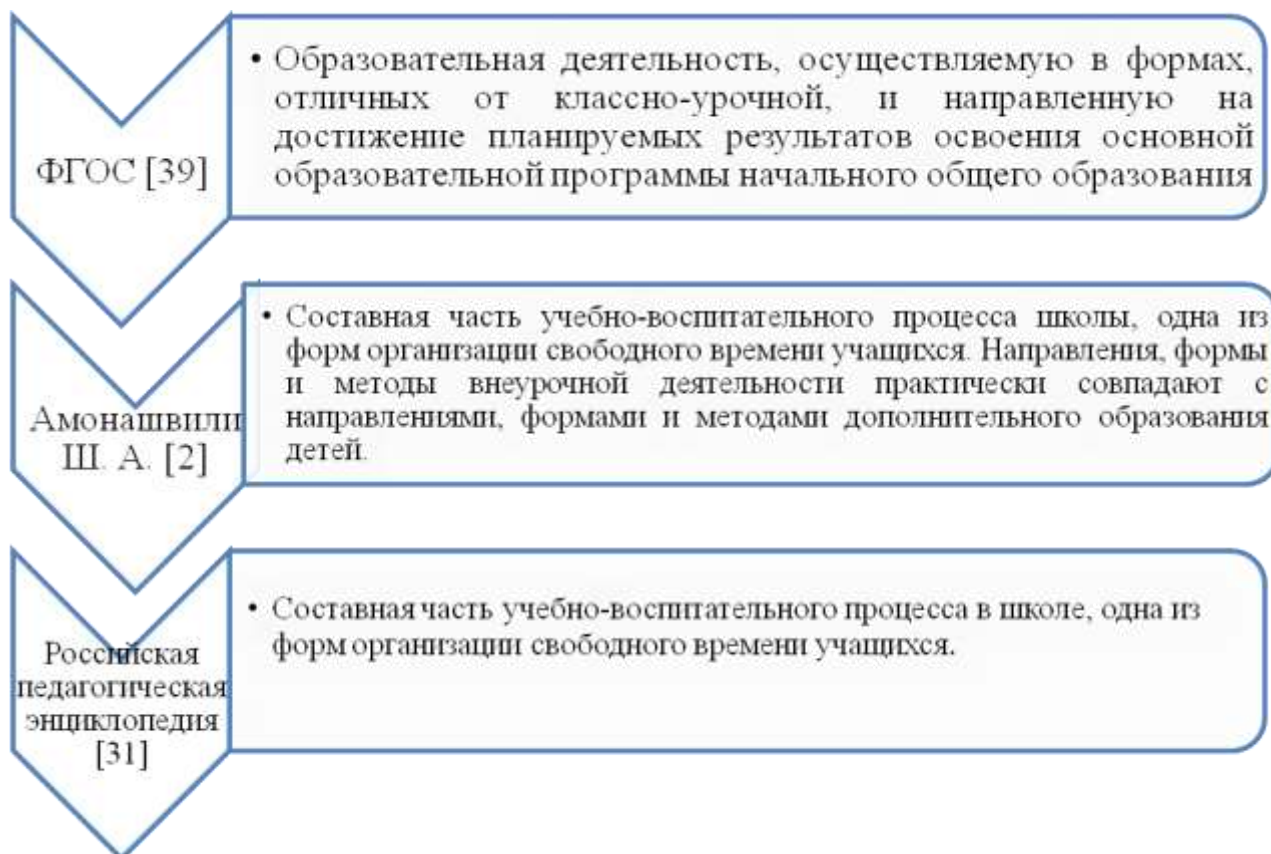 ФГОС [39]
• Образовательная деятельность, осуществляемую в формах,
отличных от классно-урочной, и направленную на
достижение планируемых результатов освоения основной
образовательной программы начального общего образования
Амонашвили
Ш. А. [2]
• Составная часть учебно-воспитательного процесса школы, одна из
форм организации свободного времени учащихся. Направления, формы
и методы внеурочной деятельности практически совпадают с
направлениями, формами и методами дополнительного образования
детей.
Российская
педагогическая
энциклопедия
[31]
• Составная часть учебно-воспитательного процесса в школе, одна из
форм организации свободного времени учащихся.